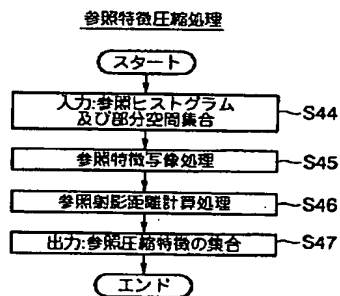 参照特徴圧縮処理
スタート
入力:参照ヒストグラム
及び部分空間集合
S44
参照特徴写像処理
S45
参照射影距離計算処理
S46
出力:参照圧縮特徴の集合
S47
エンド